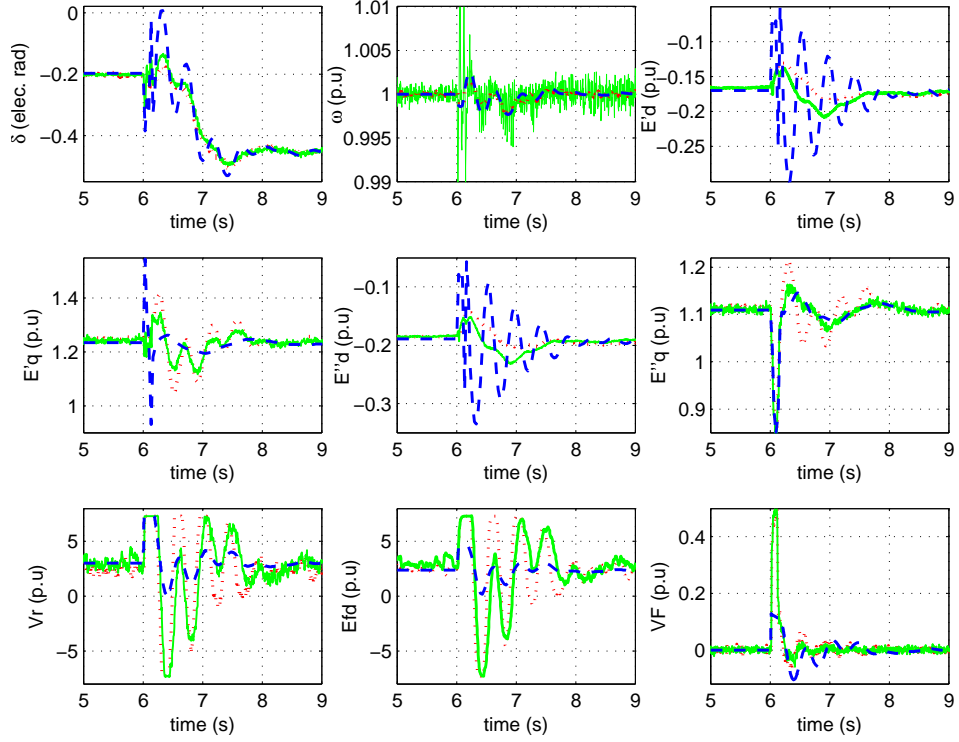 δ (elec. rad)
0
−0.2
−0.4
5 6 7 8 9
time (s)
ω (p.u)
1.01
1.005
1
0.995
0.99
5 6 7 8 9
time (s)
E'd (p.u)
−0.05
−0.15
−0.25
5 6 7 8 9
time (s)
E'q (p.u)
1.4
1.2
1
5 6 7 8 9
time (s)
E''d (p.u)
−0.1
−0.2
−0.3
5 6 7 8 9
time (s)
E''q (p.u)
1.2
1.1
1
0.9
5 6 7 8 9
time (s)
Vr (p.u)
5
0
−5
5 6 7 8 9
time (s)
Efd (p.u)
5
0
−5
5 6 7 8 9
time (s)
VF (p.u)
0.4
0.2
0
5 6 7 8 9
time (s)